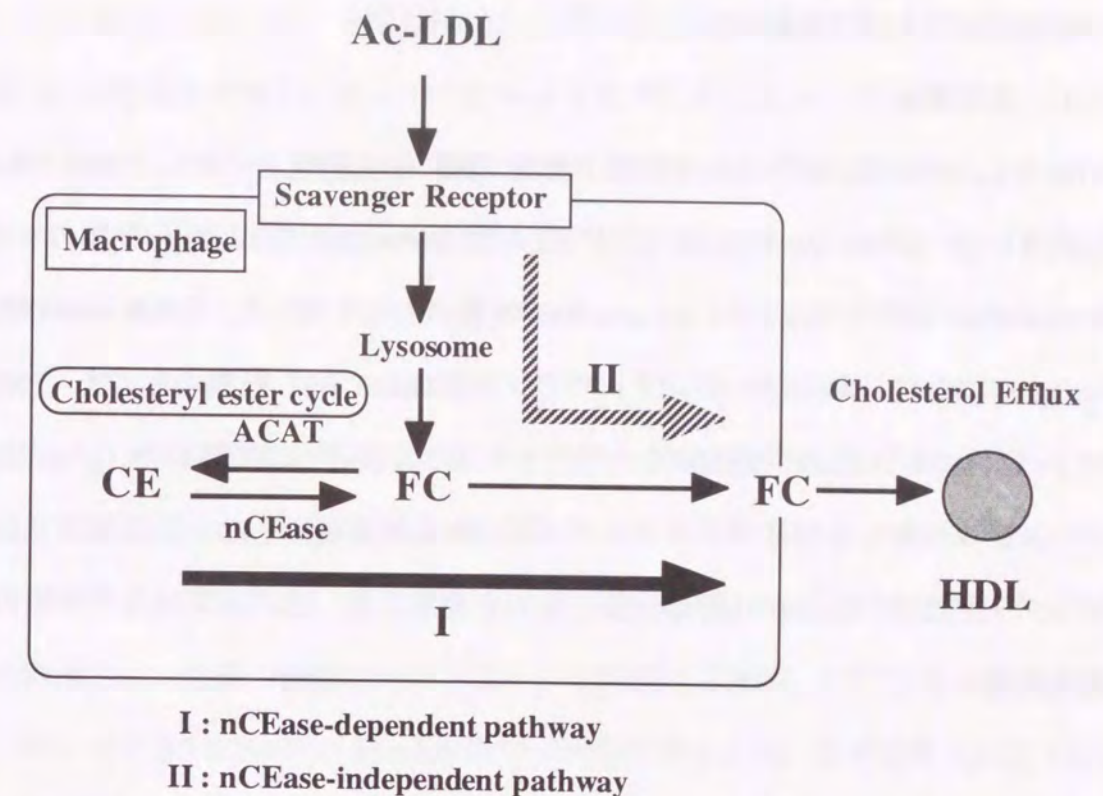 Ac-LDL
Scavenger Receptor
Macrophage
Lysosome
II
Cholesteryl ester cycle
Cholesterol Efflux
ACAT
CE
FC
FC
nCEase
HDL
I
I : nCEase-dependent pathway
II : nCEase-independent pathway